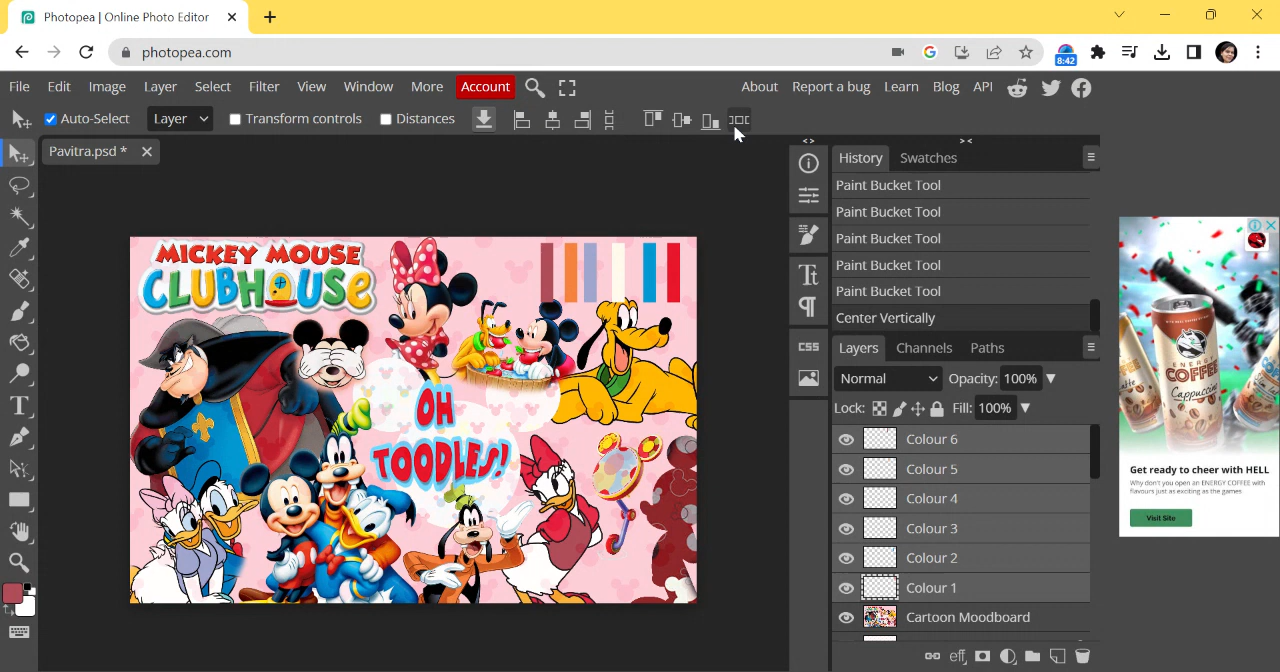 Photopea | Online Photo Editor
photopea.com
8:42
File Edit Image Layer Select Filter View Window More Account
About Report a bug Learn Blog API
Auto-Select Layer Transform controls Distances
Pavitra.psd *
History Swatches
Paint Bucket Tool
Paint Bucket Tool
Paint Bucket Tool
Paint Bucket Tool
Paint Bucket Tool
Center Vertically
CSS
Layers Channels Paths
Normal Opacity: 100%
Lock: Fill: 100%
Colour 6
Colour 5
Colour 4
Colour 3
Colour 2
Colour 1
Cartoon Moodboard
eff
MICKEY MOUSE
CLUBHOUSE
OH
TOODLES!
ENERGY
COFFEE
Cappuccino
Get ready to cheer with HELL
Why don't you open an ENERGY COFFEE with
flavours just as exciting as the games
Visit Site